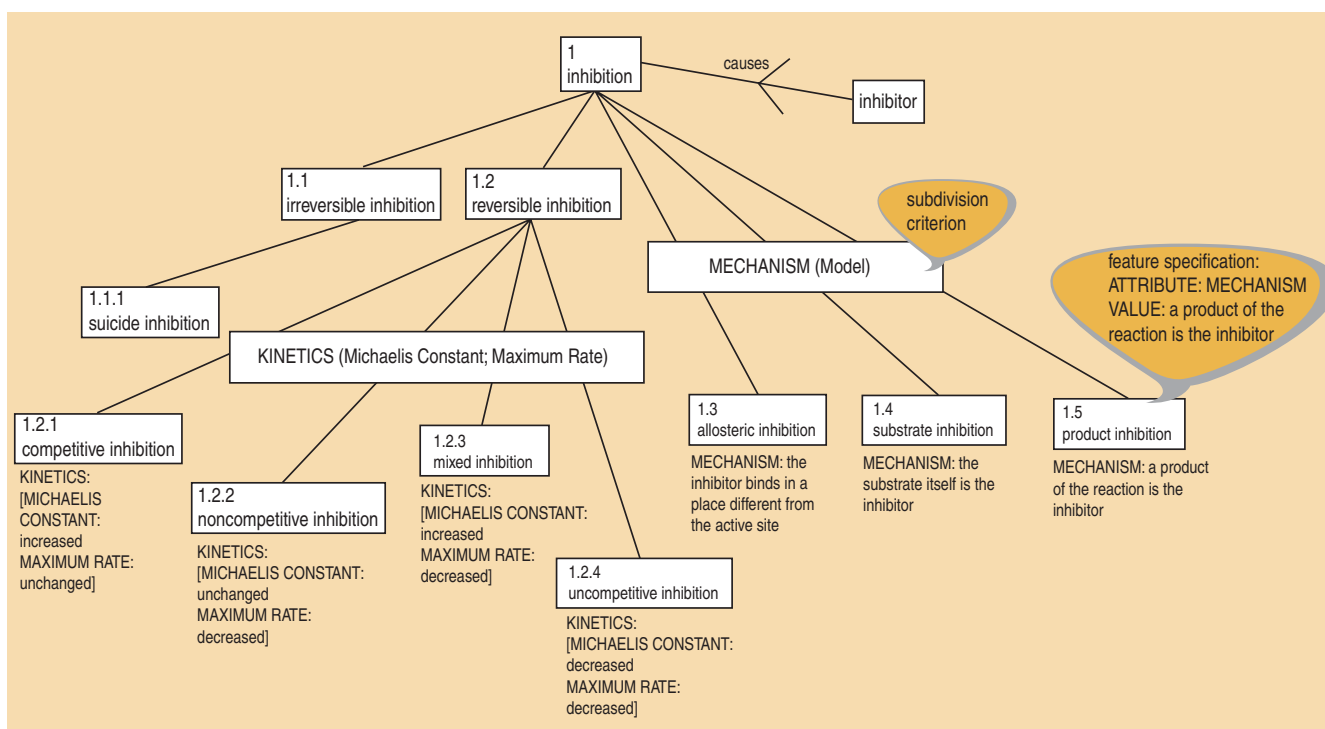 1
inhibition
causes
inhibitor
1.1
irreversible inhibition
1.2
reversible inhibition
subdivision
criterion
MECHANISM (Model)
feature specification:
ATTRIBUTE: MECHANISM
VALUE: a product of the
reaction is the inhibitor
1.1.1
suicide inhibition
KINETICS (Michaelis Constant; Maximum Rate)
1.2.1
competitive inhibition
KINETICS:
[MICHAELIS
CONSTANT:
increased
MAXIMUM RATE:
unchanged]
1.2.2
noncompetitive inhibition
KINETICS:
[MICHAELIS CONSTANT:
unchanged
MAXIMUM RATE:
decreased]
1.2.3
mixed inhibition
KINETICS:
[MICHAELIS CONSTANT:
increased
MAXIMUM RATE:
decreased]
1.2.4
uncompetitive inhibition
KINETICS:
[MICHAELIS CONSTANT:
decreased
MAXIMUM RATE:
decreased]
1.3
allosteric inhibition
MECHANISM: the
inhibitor binds in a
place different from
the active site
1.4
substrate inhibition
MECHANISM: the
substrate itself is the
inhibitor
1.5
product inhibition
MECHANISM: a product
of the reaction is the
inhibitor